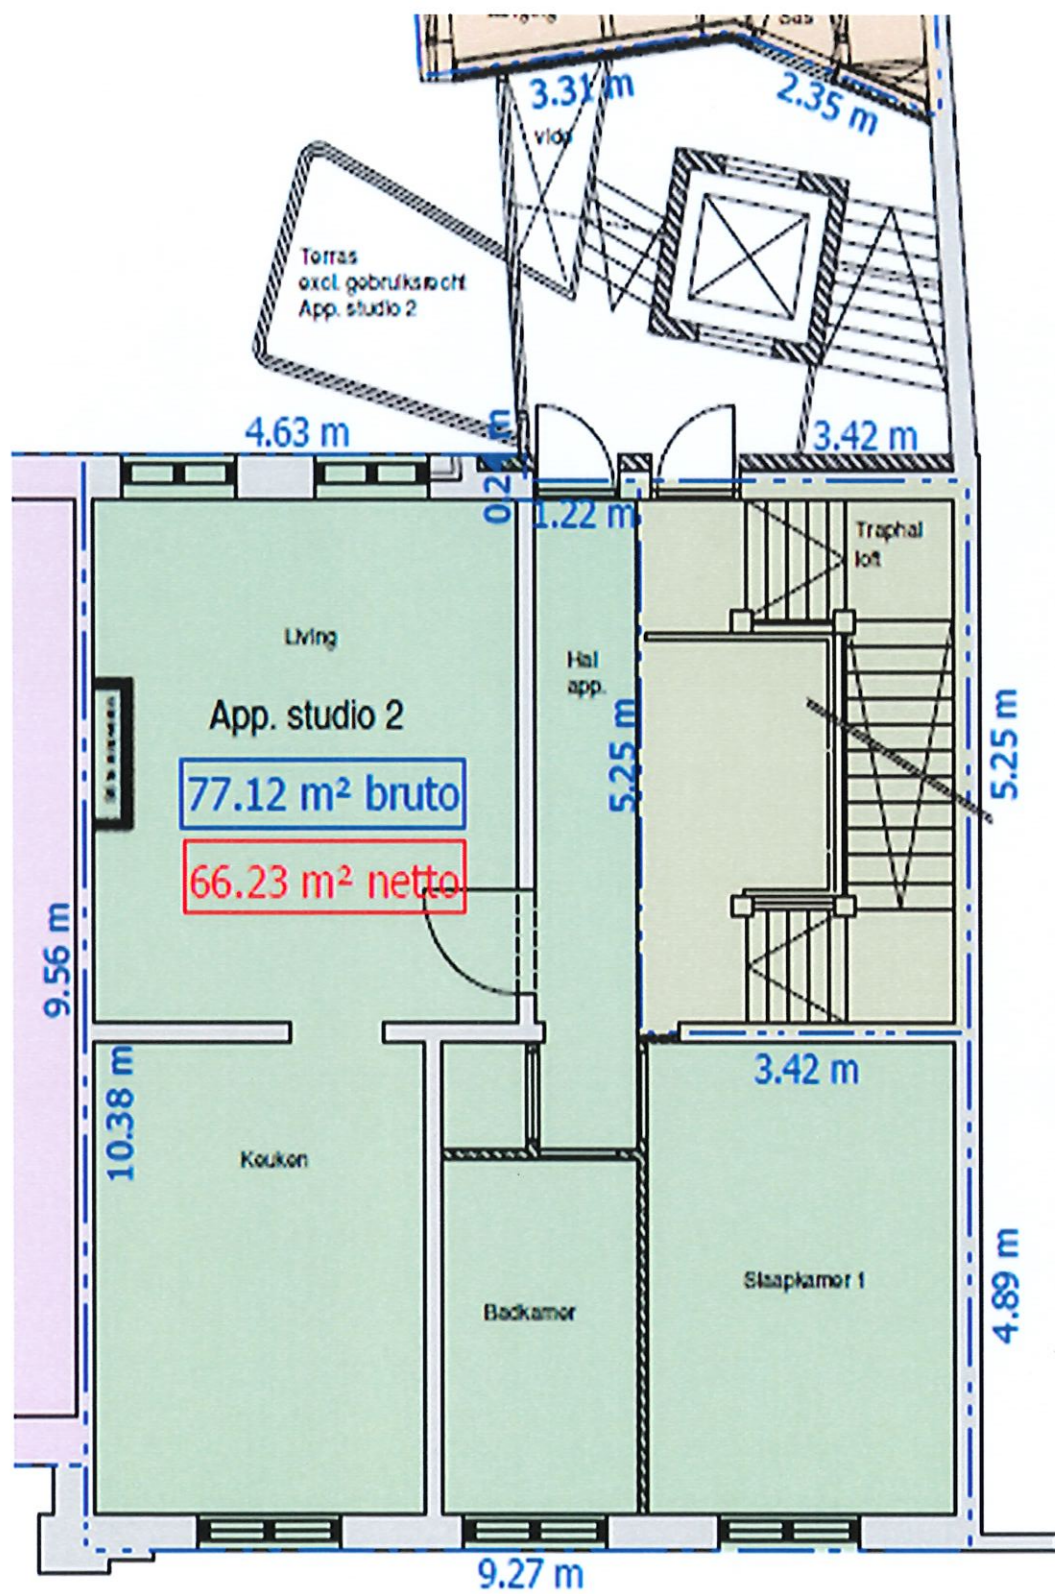 3.31 m
2.35 m
Terras
excl. gebruiksrecht
App. studio 2
4.63 m
3.42 m
1.22 m
Traphal
loft
Living
Hal
app.
App. studio 2
77.12 m² bruto
66.23 m² netto
5.25 m
5.25 m
9.56 m
3.42 m
10.38 m
Keuken
Badkamer
Slaapkamer 1
4.89 m
9.27 m